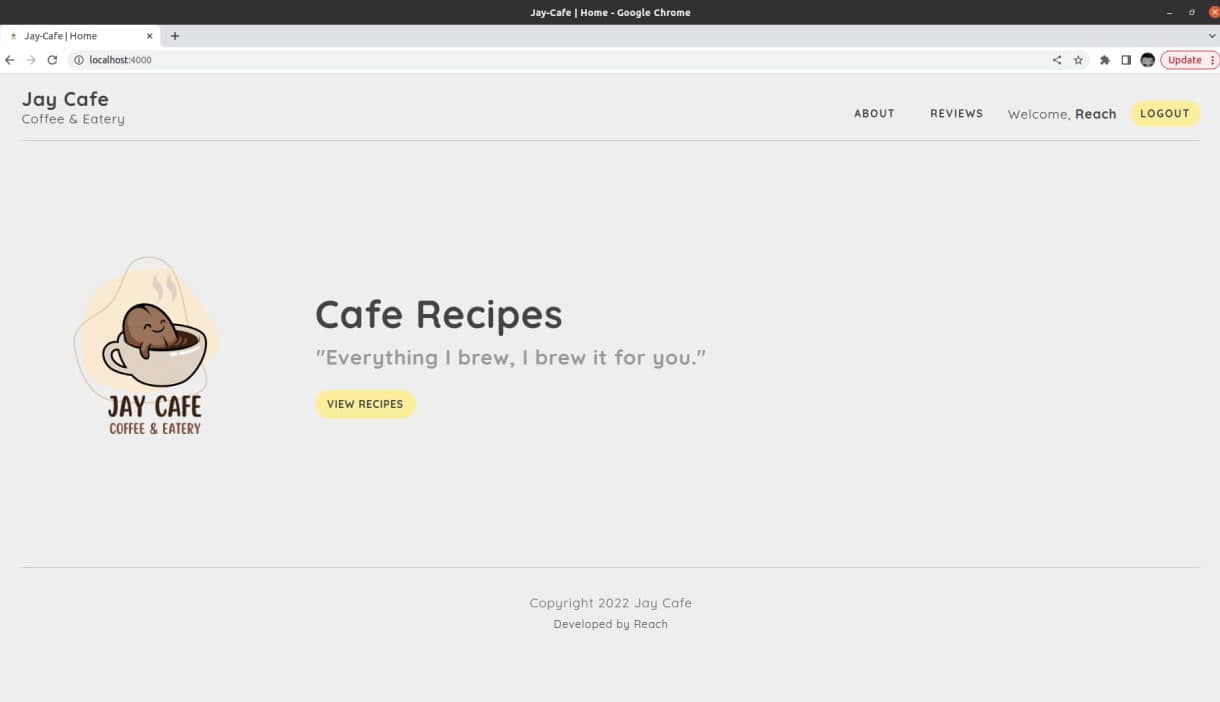 Jay-Cafe | Home - Google Chrome
Jay-Cafe | Home
localhost:4000
Update
Jay Cafe
Coffee & Eatery
ABOUT
REVIEWS
Welcome, Reach
LOGOUT
JAY CAFE
COFFEE & EATERY
Cafe Recipes
"Everything I brew, I brew it for you."
VIEW RECIPES
Copyright 2022 Jay Cafe
Developed by Reach